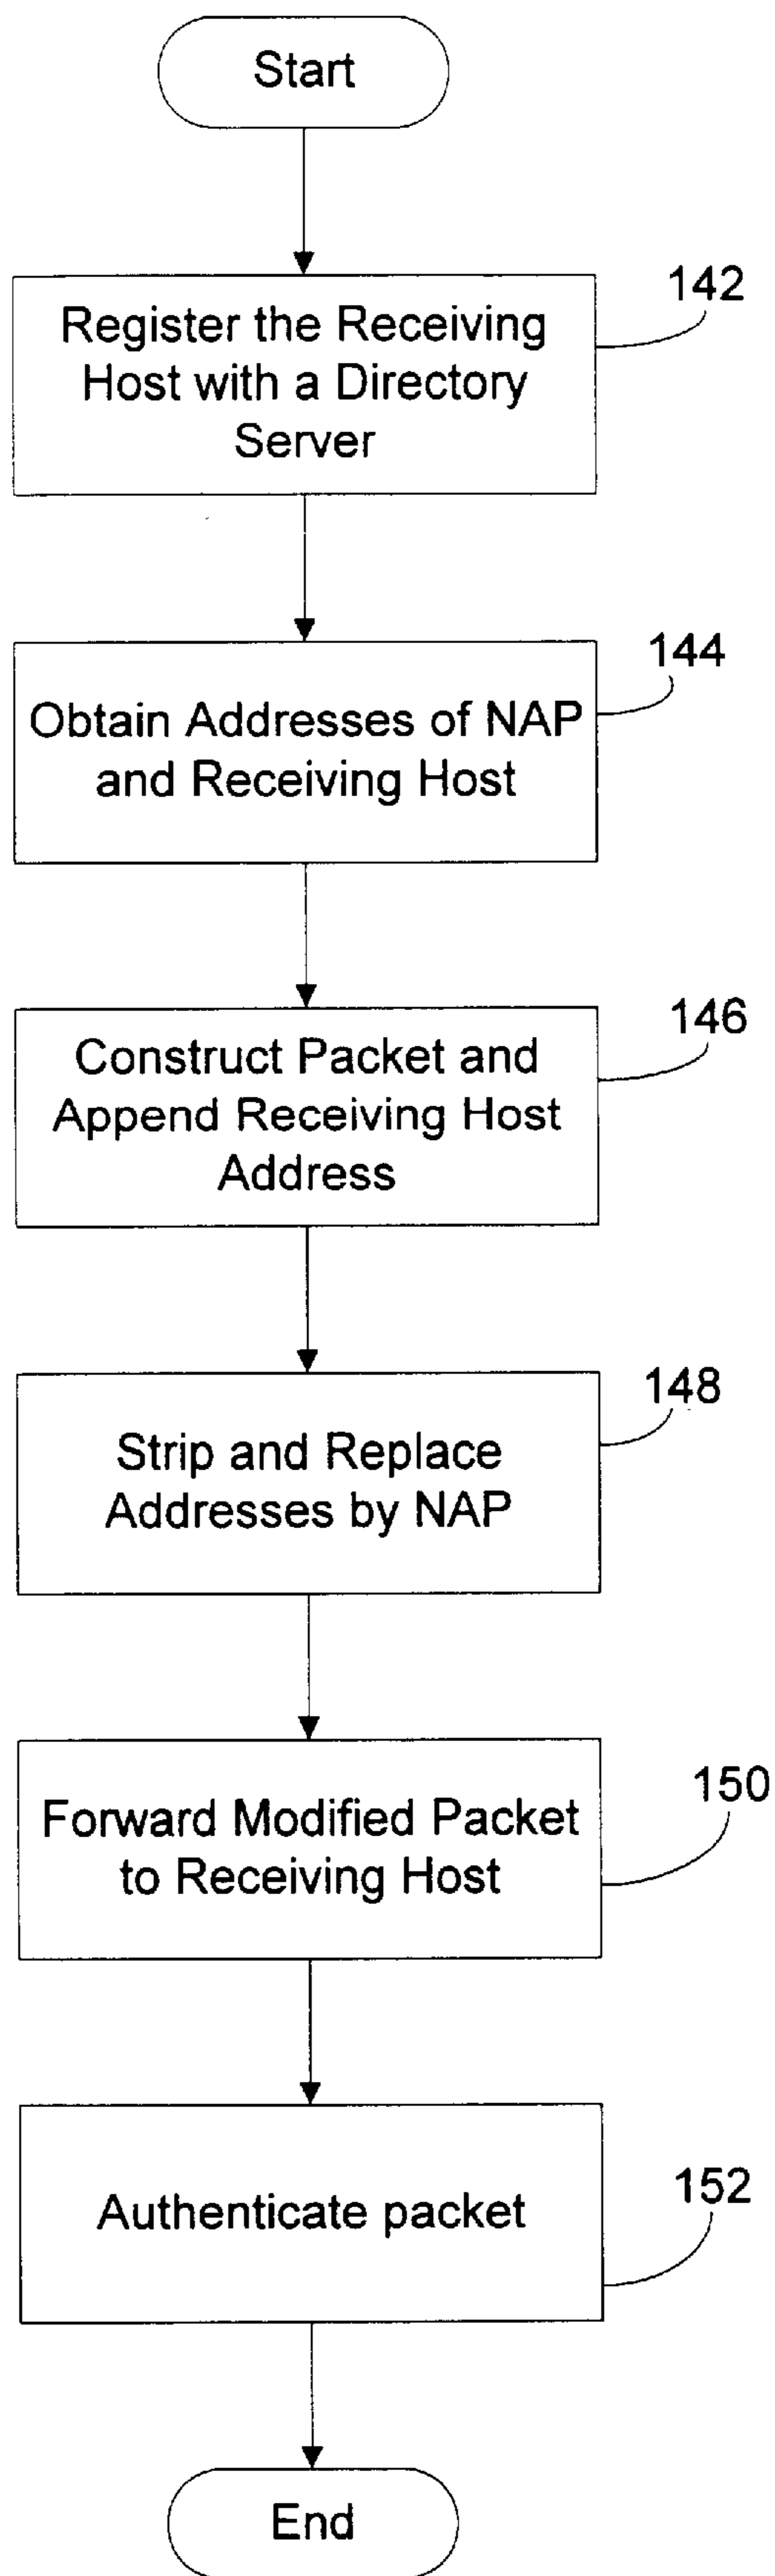 Start
142
Register the Receiving
Host with a Directory
Server
144
Obtain Addresses of NAP
and Receiving Host
146
Construct Packet and
Append Receiving Host
Address
148
Strip and Replace
Addresses by NAP
150
Forward Modified Packet
to Receiving Host
152
Authenticate packet
End